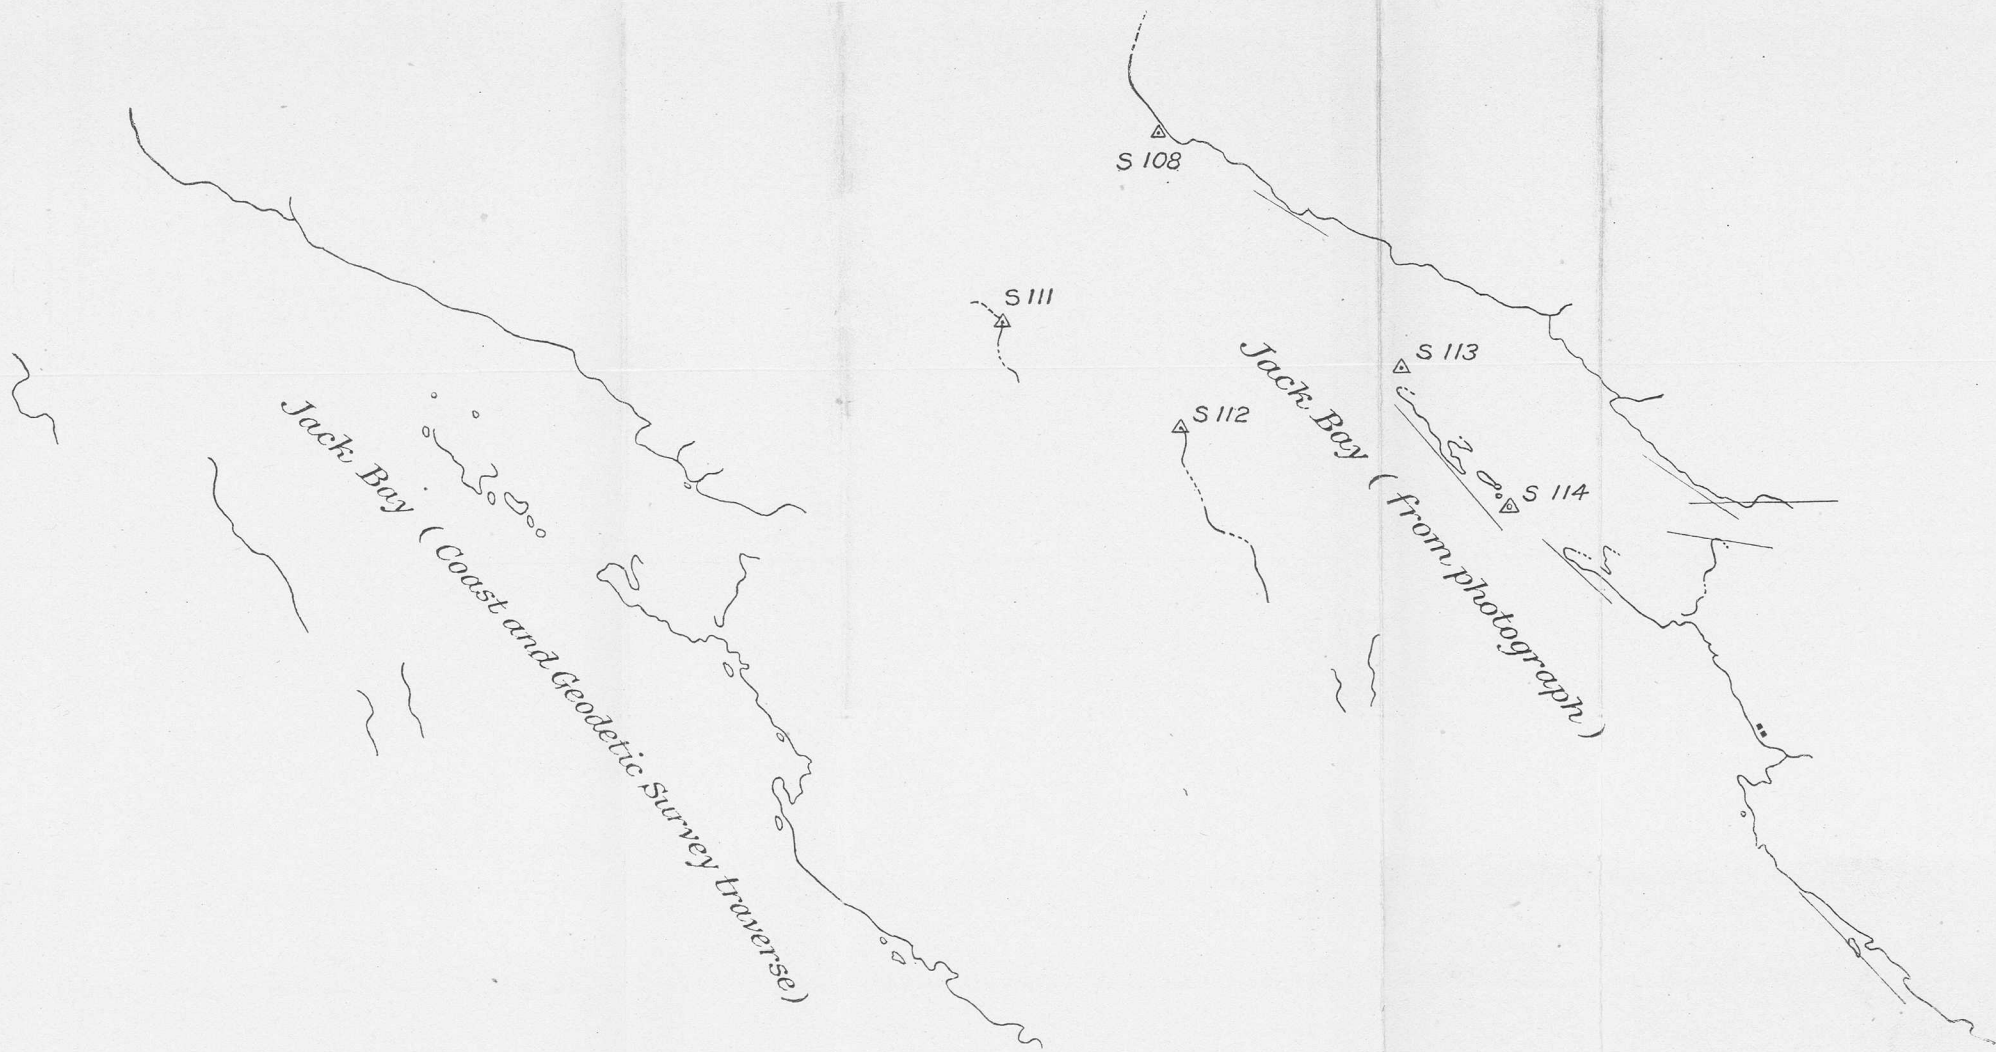 S 108
S 111
S 113
S 112
S 114
Jack Bay (Coast and Geodetic Survey traverse)
Jack Bay (from photograph)